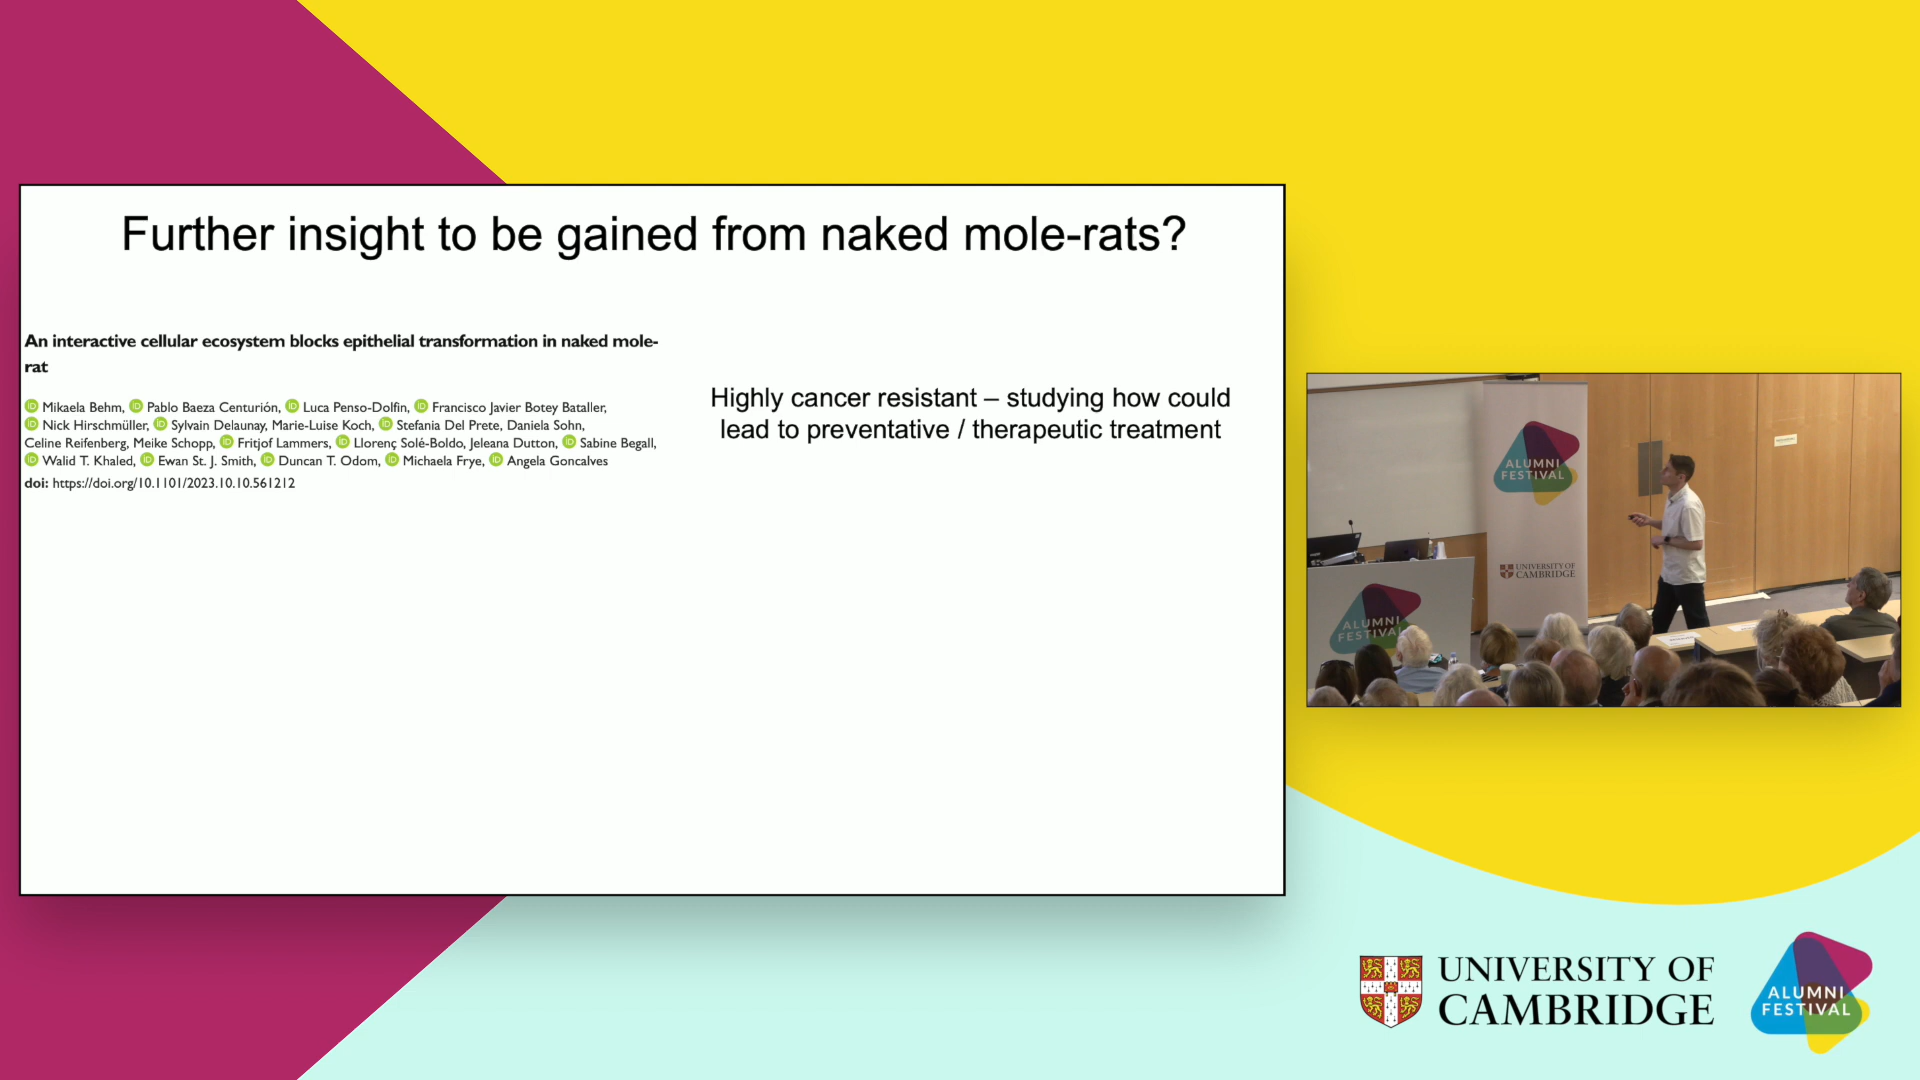 Further insight to be gained from naked mole-rats?
An interactive cellular ecosystem blocks epithelial transformation in naked mole-
rat
Mikaela Behm, Pablo Baeza Centurión, Luca Penso-Dolfin, Francisco Javier Botey Bataller,
Nick Hirschmüller, Sylvain Delaunay, Marie-Luise Koch, Stefania Del Prete, Daniela Sohn,
Celine Reifenberg, Meike Schopp, Fritjof Lammers, Llorenç Solé-Boldo, Jeleana Dutton, Sabine Begall,
Walid T. Khaled, Ewan St. J. Smith, Duncan T. Odom, Michaela Frye, Angela Goncalves
doi: https://doi.org/10.1101/2023.10.10.561212
Highly cancer resistant – studying how could
lead to preventative / therapeutic treatment
ALUMNI
FESTIVAL
UNIVERSITY OF
CAMBRIDGE
ALUMNI
FESTIVAL
UNIVERSITY OF
CAMBRIDGE
ALUMNI
FESTIVAL